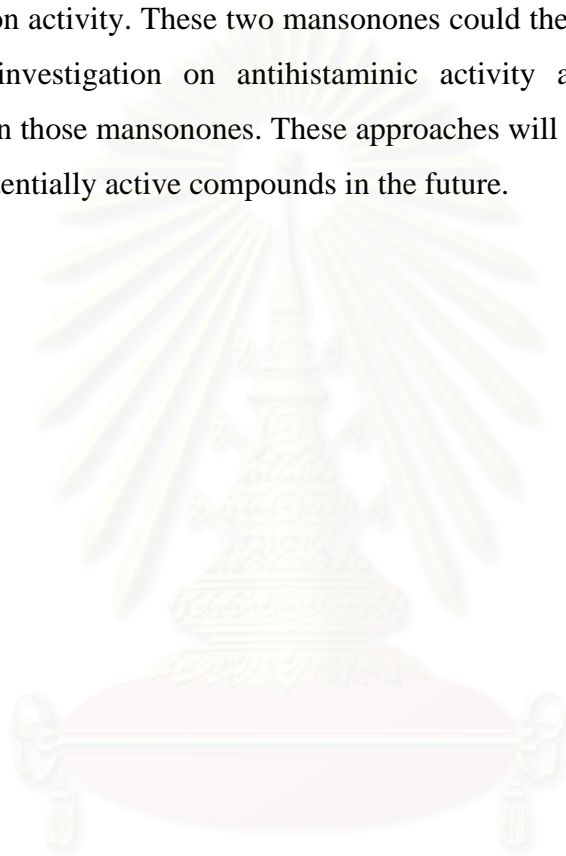 on activity. These two mansonones could the
investigation on antihistaminic activity a
n those mansonones. These approaches will
tentially active compounds in the future.